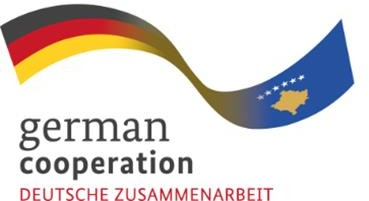 german
cooperation
DEUTSCHE ZUSAMMENARBEIT